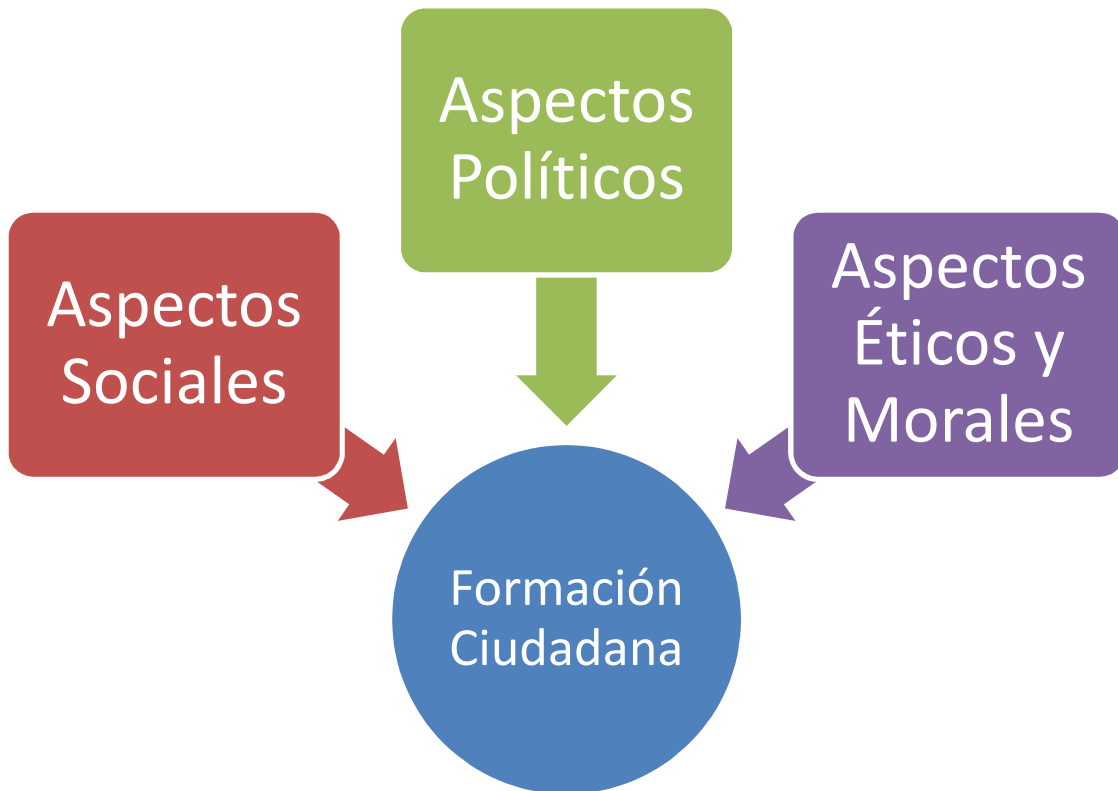 Aspectos
Políticos
Aspectos
Sociales
Aspectos
Éticos y
Morales
Formación
Ciudadana